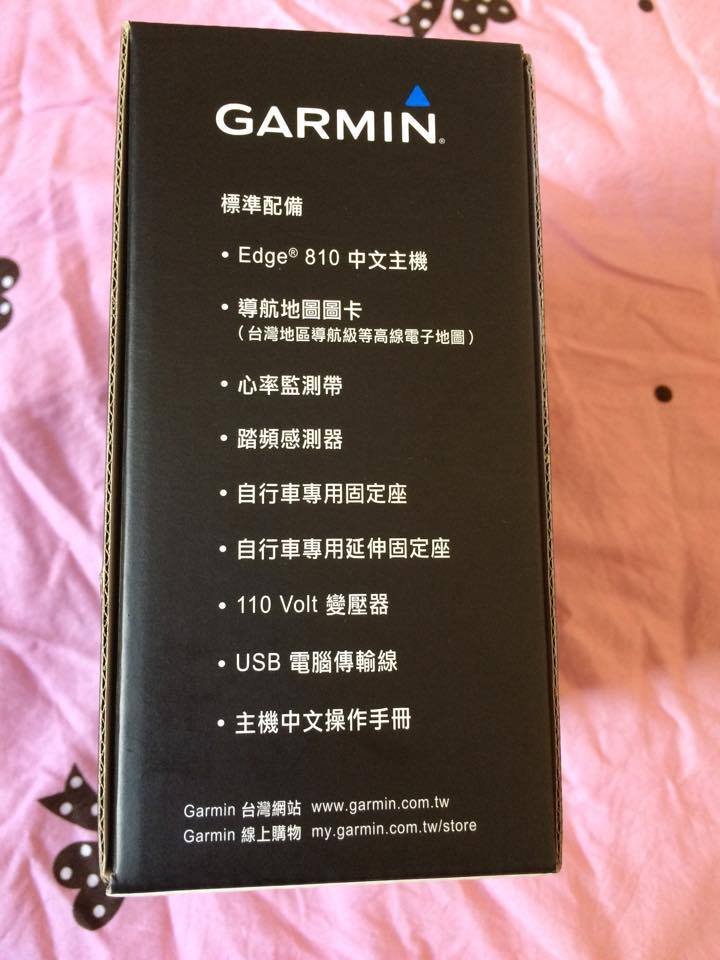 GARMIN®
標準配備
• Edge® 810 中文主機
• 導航地圖圖卡
（台灣地區導航級等高線電子地圖）
• 心率監測帶
• 踏頻感測器
• 自行車專用固定座
• 自行車專用延伸固定座
• 110 Volt 變壓器
• USB 電腦傳輸線
• 主機中文操作手冊
Garmin 台灣網站 www.garmin.com.tw
Garmin 線上購物 my.garmin.com.tw/store